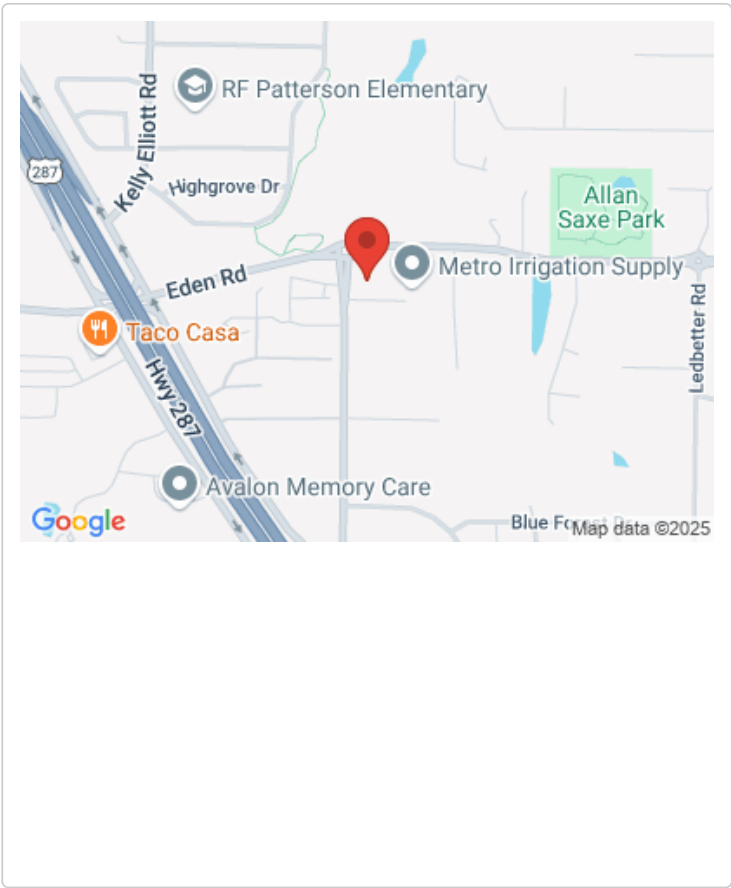 RF Patterson Elementary
287
Kelly Elliott Rd
Highgrove Dr
Allan
Saxe Park
Metro Irrigation Supply
Eden Rd
Ledbetter Rd
Taco Casa
Hwy 287
Avalon Memory Care
Google
Blue
Map data ©2025